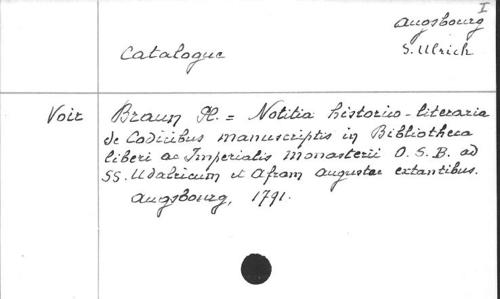 I
Augsbourg
Catalogue
S. Ulrich
Voir Braun Pl. = Notitia historico-literaria
de Codicibus manuscriptis in Bibliotheca
liberi ac Imperialis monasterii O. S. B. ad
SS. Udalricum et Afram Augustae extantibus.
Augsbourg, 1791.